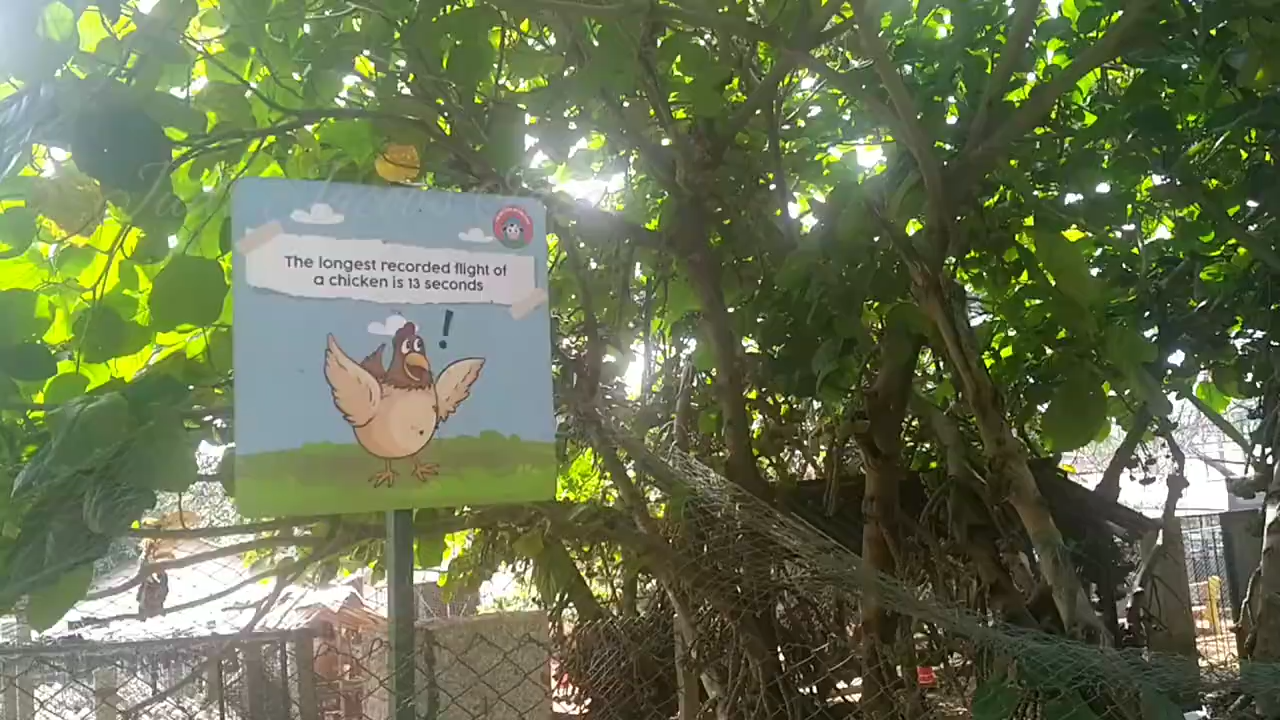 The longest recorded flight of
a chicken is 13 seconds
!